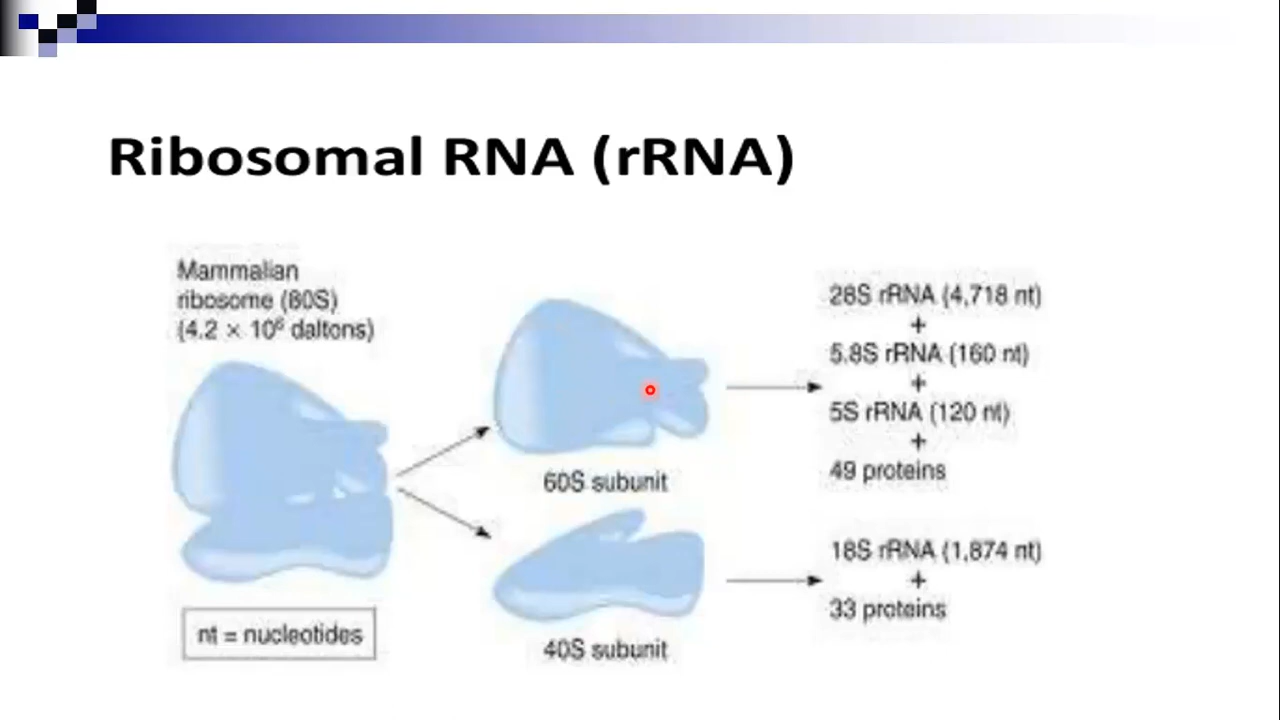 Ribosomal RNA (rRNA)
Mammalian
ribosome (80S)
(4.2 × 10⁶ daltons)
nt = nucleotides
60S subunit
40S subunit
28S rRNA (4,718 nt)
+
5.8S rRNA (160 nt)
+
5S rRNA (120 nt)
+
49 proteins
18S rRNA (1,874 nt)
+
33 proteins